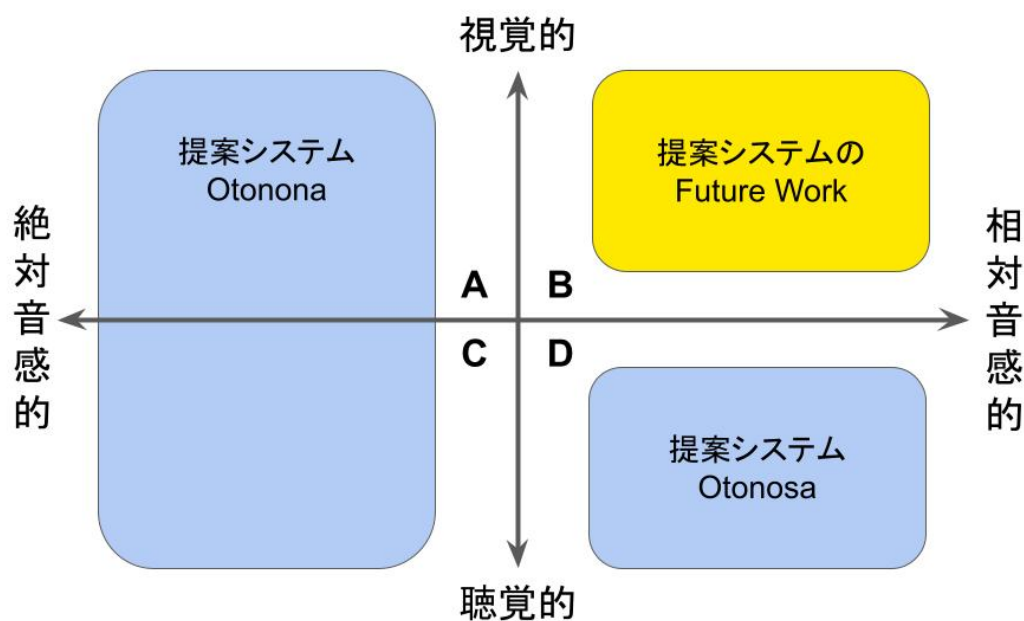 視覚的
提案システム
Otonona
提案システムの
Future Work
絶対音感的
相対音感的
A
B
C
D
提案システム
Otonosa
聴覚的